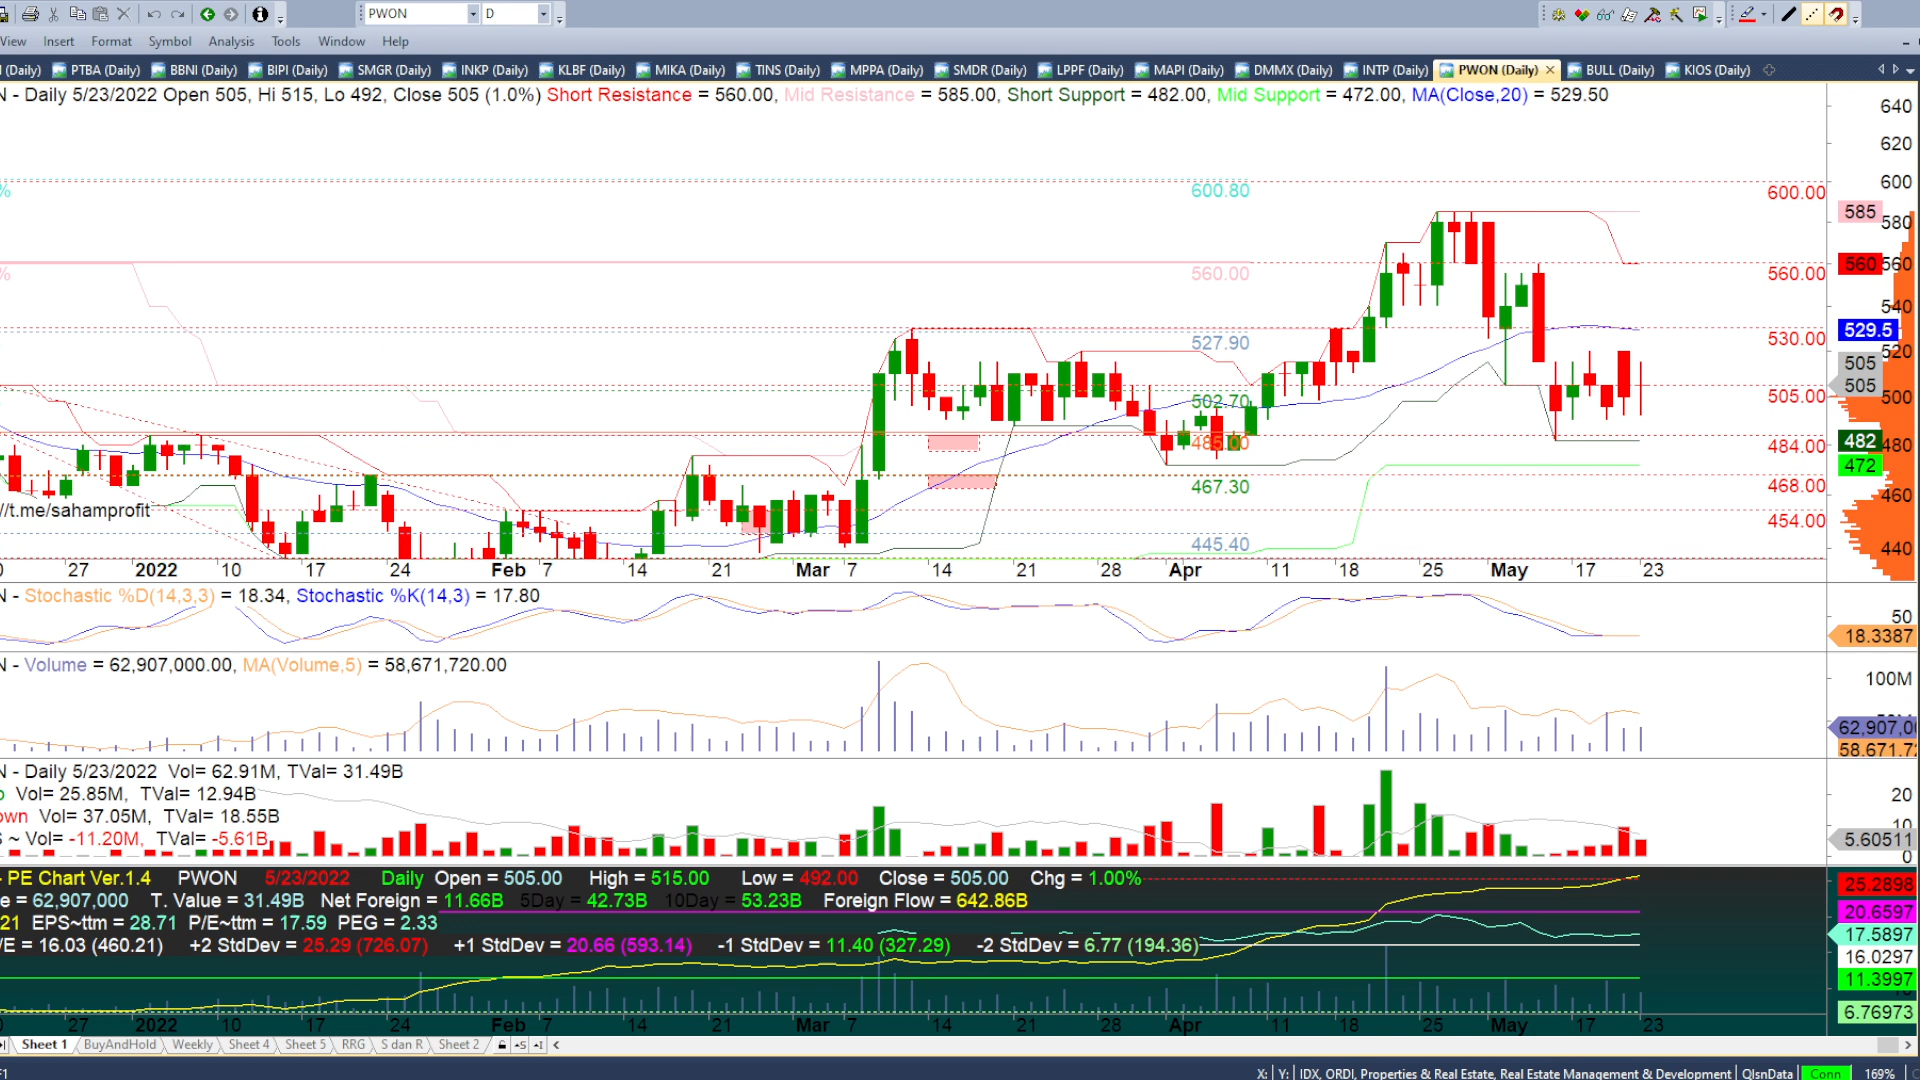 PWON D
View Insert Format Symbol Analysis Tools Window Help
(Daily) PTBA (Daily) BBNI (Daily) BIPI (Daily) SMGR (Daily) INKP (Daily) KLBF (Daily) MIKA (Daily) TINS (Daily) MPPA (Daily) SMDR (Daily) LPPF (Daily) MAPI (Daily) DMMX (Daily) INTP (Daily) PWON (Daily) BULL (Daily) KIOS (Daily)
N - Daily 5/23/2022 Open 505, Hi 515, Lo 492, Close 505 (1.0%) Short Resistance = 560.00, Mid Resistance = 585.00, Short Support = 482.00, Mid Support = 472.00, MA(Close,20) = 529.50
640
620
% 600.80 600.00 600
585 580
% 560.00 560.00 560 560
540
527.90 530.00 529.5
520
505
505
502.70 505.00 500
485.00 484.00 482 480
472
467.30 468.00 460
//t.me/sahamprofit 454.00
445.40 440
27 2022 10 17 24 Feb 7 14 21 Mar 7 14 21 28 Apr 11 18 25 May 17 23
N - Stochastic %D(14,3,3) = 18.34, Stochastic %K(14,3) = 17.80
50
18.3387
N - Volume = 62,907,000.00, MA(Volume,5) = 58,671,720.00
100M
62,907,0
58,671,7
N - Daily 5/23/2022 Vol= 62.91M, TVal= 31.49B
p Vol= 25.85M, TVal= 12.94B
own Vol= 37.05M, TVal= 18.55B
S ~ Vol= -11.20M, TVal= -5.61B
20
10
5.60511
0
- PE Chart Ver.1.4 PWON 5/23/2022 Daily Open = 505.00 High = 515.00 Low = 492.00 Close = 505.00 Chg = 1.00%
e = 62,907,000 T. Value = 31.49B Net Foreign = 11.66B 5Day = 42.73B 10Day = 53.23B Foreign Flow = 642.86B
21 EPS~ttm = 28.71 P/E~ttm = 17.59 PEG = 2.33
/E = 16.03 (460.21) +2 StdDev = 25.29 (726.07) +1 StdDev = 20.66 (593.14) -1 StdDev = 11.40 (327.29) -2 StdDev = 6.77 (194.36)
25.2898
20.6597
17.5897
16.0297
11.3997
6.76973
27 2022 10 17 24 Feb 7 14 21 Mar 7 14 21 28 Apr 11 18 25 May 17 23
Sheet 1 BuyAndHold Weekly Sheet 4 Sheet 5 RRG S dan R Sheet 2
F1 X: Y: IDX, ORDI, Properties & Real Estate, Real Estate Management & Development QlsnData Conn 169%